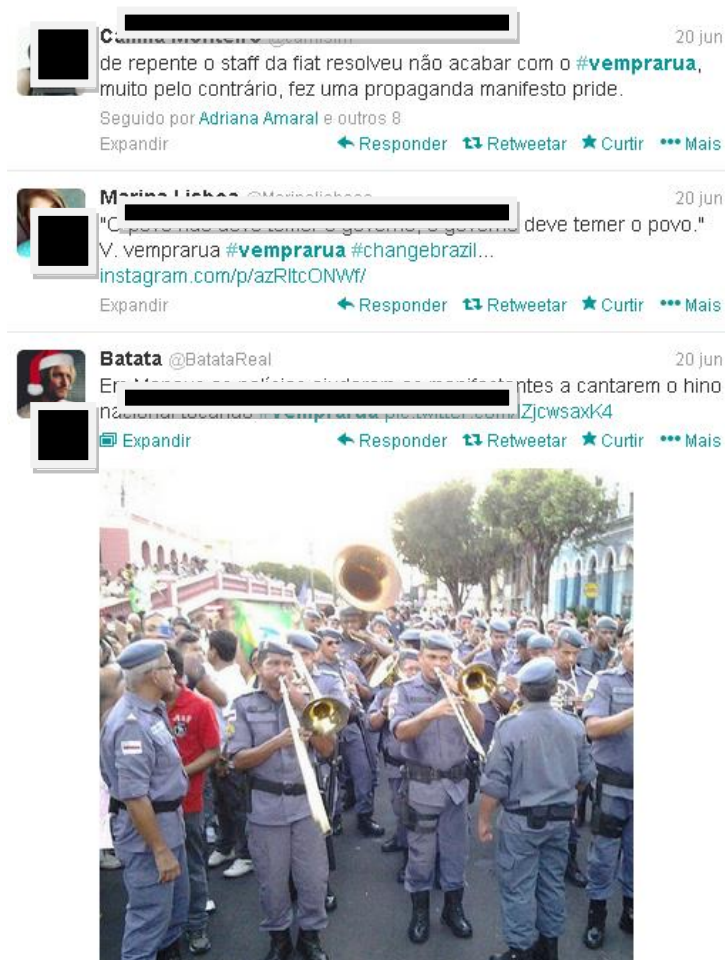 20 jun
de repente o staff da fiat resolveu não acabar com o #vemprarua,
muito pelo contrário, fez uma propaganda manifesto pride.
Seguido por Adriana Amaral e outros 8
Expandir Responder Retweetar Curtir Mais
20 jun
deve temer o povo."
V. vemprarua #vemprarua #changebrazil...
instagram.com/p/azRltcONWf/
Expandir Responder Retweetar Curtir Mais
Batata @BatataReal 20 jun
a cantarem o hino
Expandir Responder Retweetar Curtir Mais